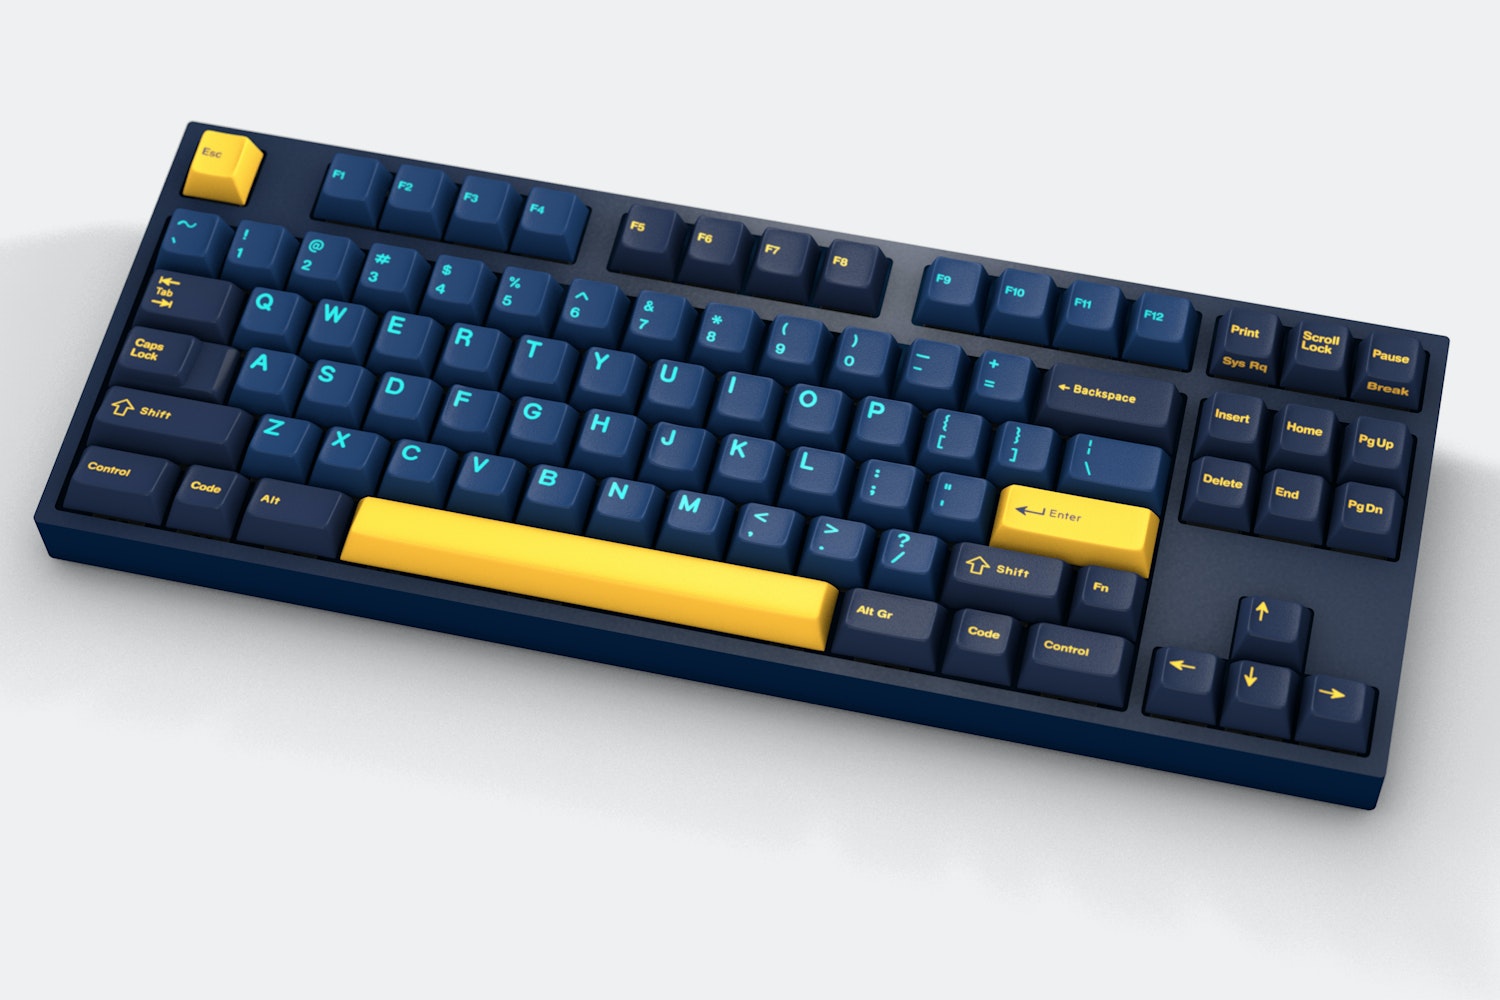 Esc F1 F2 F3 F4 F5 F6 F7 F8 F9 F10 F11 F12 Print Scroll Pause
Lock
Sys Rq Break
~ ! @ # $ % ^ & * ( ) – + ← Backspace Insert Home PgUp
` 1 2 3 4 5 6 7 8 9 0 - =
Tab Q W E R T Y U I O P { } ¦ Delete End PgDn
[ ] \
Caps A S D F G H J K L : " Enter
Lock ; '
Shift Z X C V B N M < > ? Shift Fn ↑
, . /
Control Code Alt Alt Gr Code Control ← ↓ →